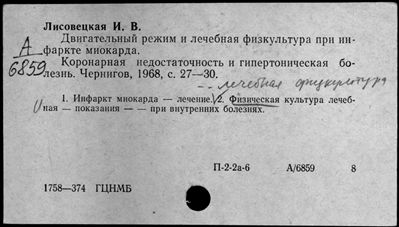 Лисовецкая И. В.
Двигательный режим и лечебная физкультура при ин-
А фаркте миокарда.
6859 Коронарная недостаточность и гипертоническая бо-
лезнь. Чернигов, 1968, с. 27—30.
лечебная физкультура
1. Инфаркт миокарда — лечение. 2. Физическая культура лечеб-
ная — показания — — при внутренних болезнях.
П-2-2а-6 А/6859 8
1758—374 ГЦНМБ